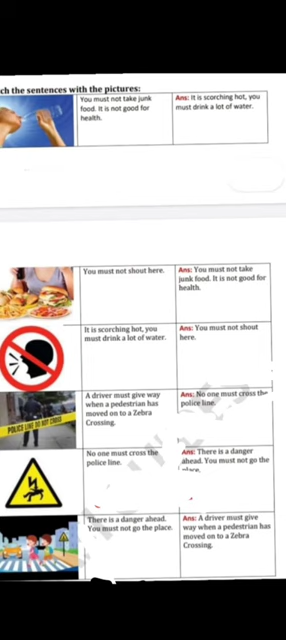 ch the sentences with the pictures:
You must not take junk
food. It is not good for
health.
Ans: It is scorching hot, you
must drink a lot of water.
You must not shout here.
Ans: You must not take
junk food. It is not good for
health.
It is scorching hot, you
must drink a lot of water.
Ans: You must not shout
here.
POLICE LINE DO NOT CROSS
A driver must give way
when a pedestrian has
moved on to a Zebra
Crossing.
Ans: No one must cross the
police line.
No one must cross the
police line.
Ans: There is a danger
ahead. You must not go the
There is a danger ahead.
You must not go the place.
Ans: A driver must give
way when a pedestrian has
moved on to a Zebra
Crossing.